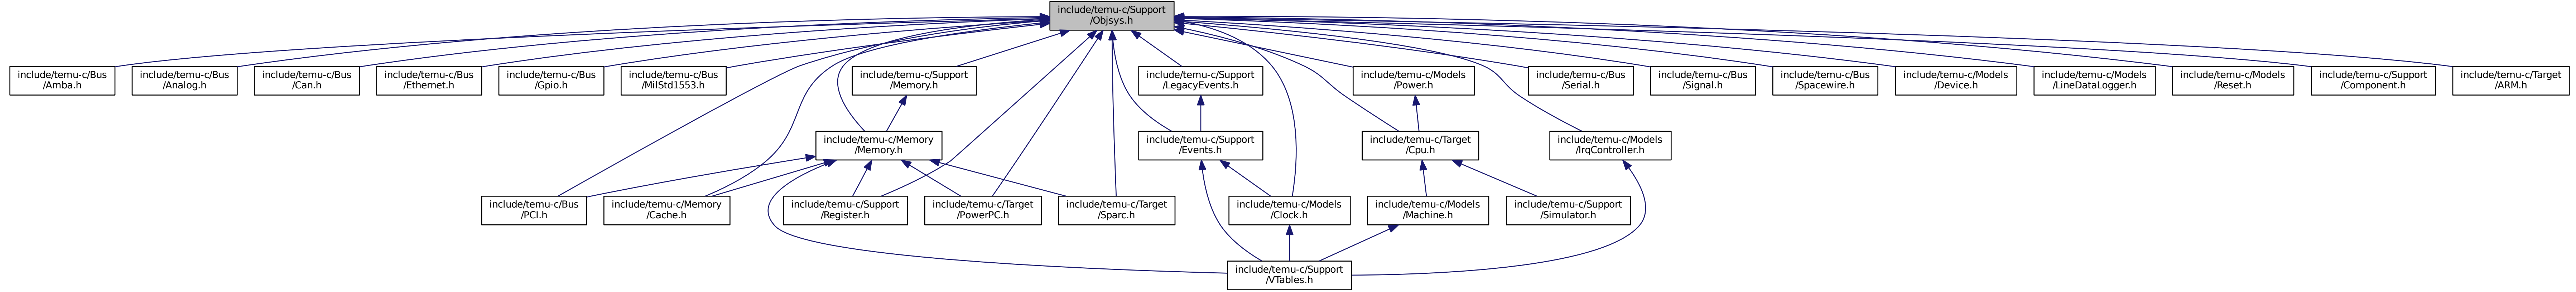 include/temu-c/Support
/Objsys.h
include/temu-c/Bus
/Amba.h
include/temu-c/Bus
/Analog.h
include/temu-c/Bus
/Can.h
include/temu-c/Bus
/Ethernet.h
include/temu-c/Bus
/Gpio.h
include/temu-c/Bus
/MilStd1553.h
include/temu-c/Support
/Memory.h
include/temu-c/Support
/LegacyEvents.h
include/temu-c/Models
/Power.h
include/temu-c/Bus
/Serial.h
include/temu-c/Bus
/Signal.h
include/temu-c/Bus
/Spacewire.h
include/temu-c/Models
/Device.h
include/temu-c/Models
/LineDataLogger.h
include/temu-c/Models
/Reset.h
include/temu-c/Support
/Component.h
include/temu-c/Target
/ARM.h
include/temu-c/Memory
/Memory.h
include/temu-c/Support
/Events.h
include/temu-c/Target
/Cpu.h
include/temu-c/Models
/IrqController.h
include/temu-c/Bus
/PCI.h
include/temu-c/Memory
/Cache.h
include/temu-c/Support
/Register.h
include/temu-c/Target
/PowerPC.h
include/temu-c/Target
/Sparc.h
include/temu-c/Models
/Clock.h
include/temu-c/Models
/Machine.h
include/temu-c/Support
/Simulator.h
include/temu-c/Support
/VTables.h